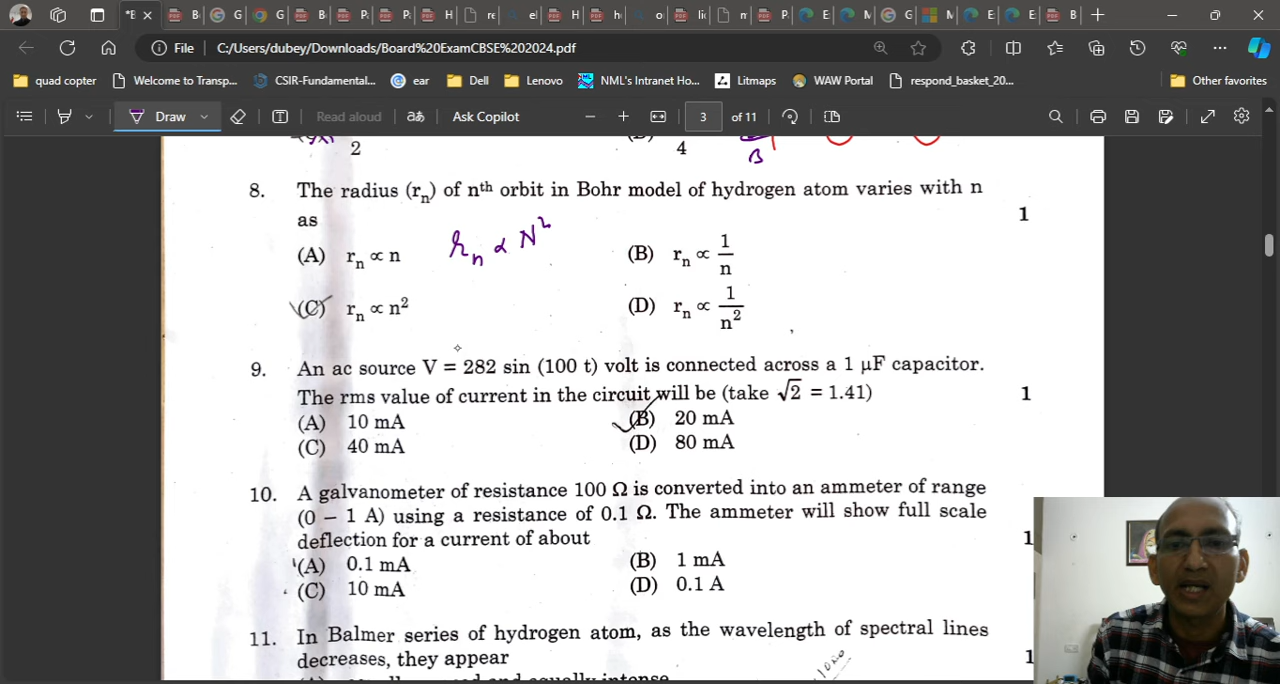 *B B G G B P P H re el H h o lic n P E M G M E E B
File C:/Users/dubey/Downloads/Board%20ExamCBSE%202024.pdf
quad copter Welcome to Transp... CSIR-Fundamental... ear Dell Lenovo NML's Intranet Ho... Litmaps WAW Portal respond_basket_20... Other favorites
Draw Read aloud aあ Ask Copilot 3 of 11
2 4 B
8. The radius (rₙ) of nᵗʰ orbit in Bohr model of hydrogen atom varies with n
as 1
rₙ ∝ N²
(A) rₙ ∝ n (B) rₙ ∝ 1/n
(C) rₙ ∝ n² (D) rₙ ∝ 1/n²
9. An ac source V = 282 sin (100 t) volt is connected across a 1 μF capacitor.
The rms value of current in the circuit will be (take √2 = 1.41) 1
(A) 10 mA (B) 20 mA
(C) 40 mA (D) 80 mA
10. A galvanometer of resistance 100 Ω is converted into an ammeter of range
(0 – 1 A) using a resistance of 0.1 Ω. The ammeter will show full scale
deflection for a current of about 1
(A) 0.1 mA (B) 1 mA
(C) 10 mA (D) 0.1 A
11. In Balmer series of hydrogen atom, as the wavelength of spectral lines
decreases, they appear 1